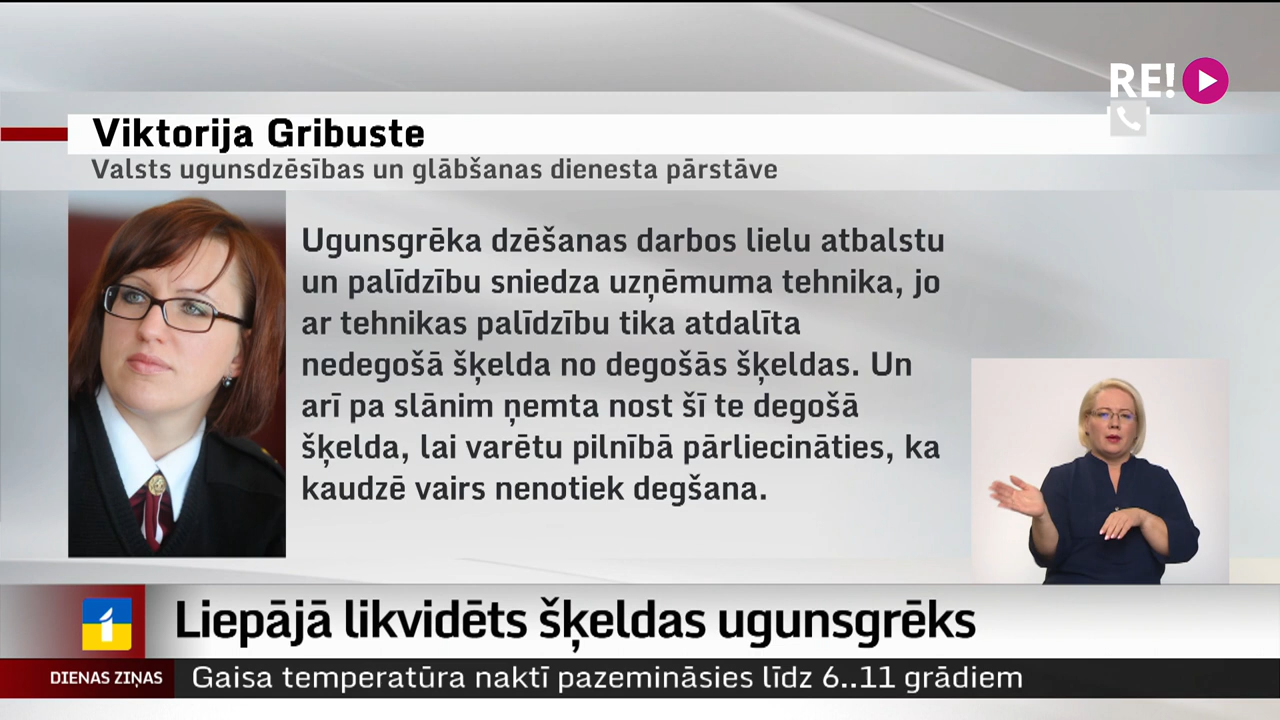 RE!
Viktorija Gribuste
Valsts ugunsdzēsības un glābšanas dienesta pārstāve
Ugunsgrēka dzēšanas darbos lielu atbalstu
un palīdzību sniedza uzņēmuma tehnika, jo
ar tehnikas palīdzību tika atdalīta
nedegošā šķelda no degošās šķeldas. Un
arī pa slānim ņemta nost šī te degošā
šķelda, lai varētu pilnībā pārliecināties, ka
kaudzē vairs nenotiek degšana.
1
Liepājā likvidēts šķeldas ugunsgrēks
DIENAS ZIŅAS
Gaisa temperatūra naktī pazemināsies līdz 6..11 grādiem